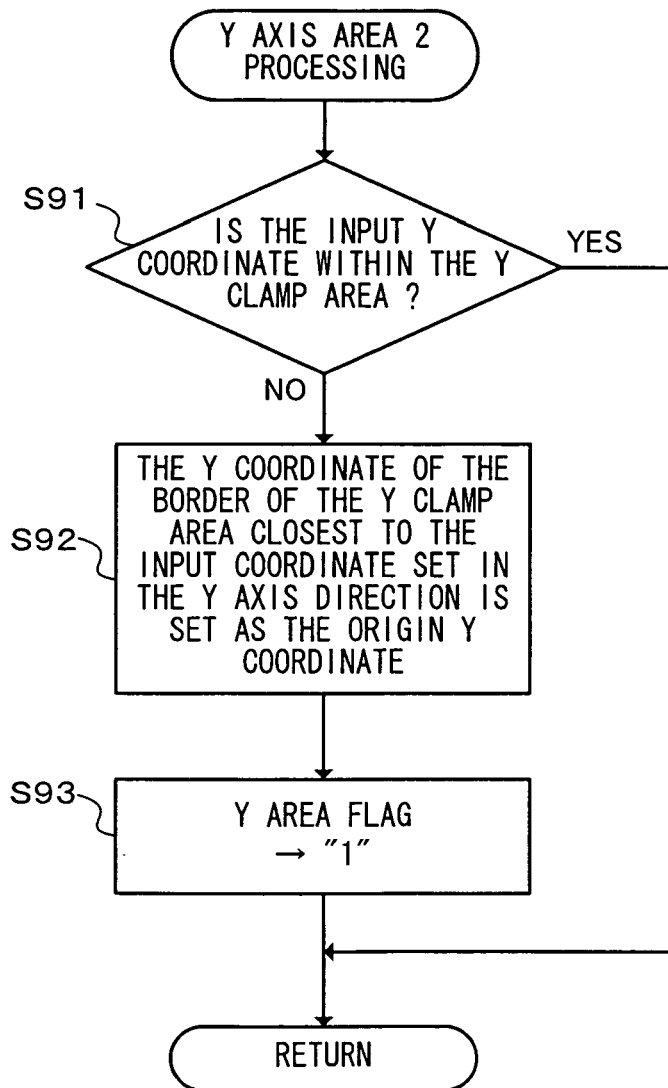 Y AXIS AREA 2
PROCESSING
S91
IS THE INPUT Y
COORDINATE WITHIN THE Y
CLAMP AREA ?
YES
NO
S92
THE Y COORDINATE OF THE
BORDER OF THE Y CLAMP
AREA CLOSEST TO THE
INPUT COORDINATE SET IN
THE Y AXIS DIRECTION IS
SET AS THE ORIGIN Y
COORDINATE
S93
Y AREA FLAG
→ "1"
RETURN